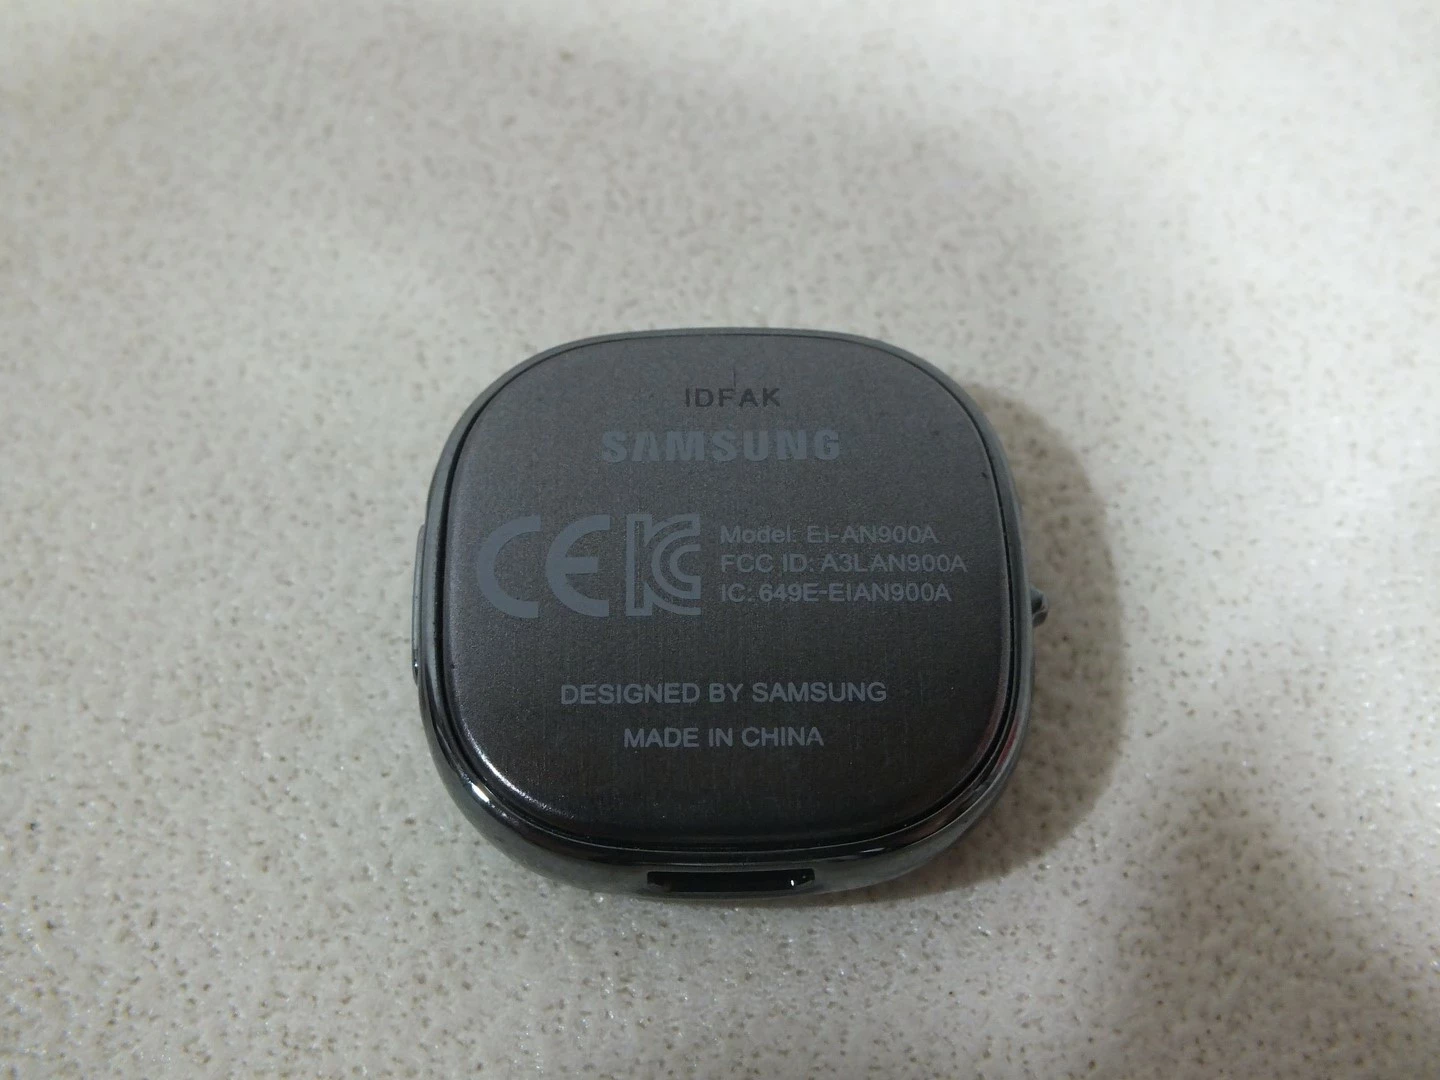 IDFAK
SAMSUNG
CE
Model: EI-AN900A
FCC ID: A3LAN900A
IC: 649E-EIAN900A
DESIGNED BY SAMSUNG
MADE IN CHINA